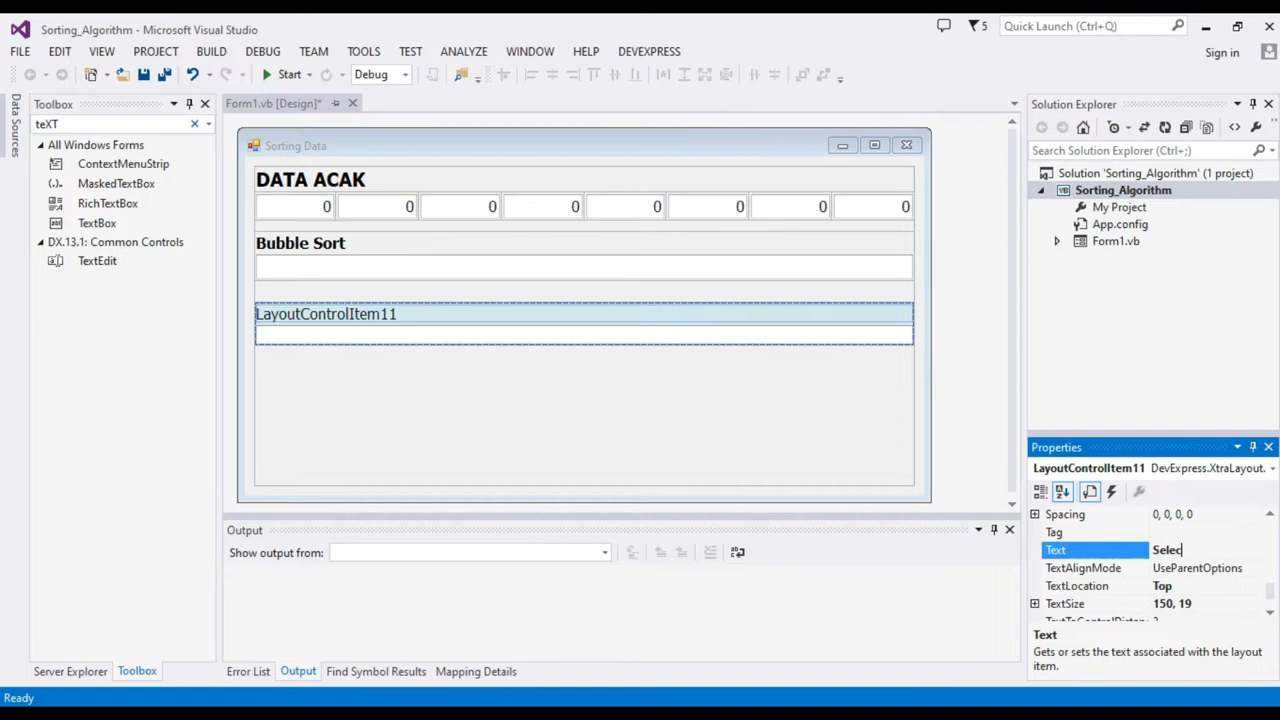 Sorting_Algorithm - Microsoft Visual Studio
5
Quick Launch (Ctrl+Q)
FILE EDIT VIEW PROJECT BUILD DEBUG TEAM TOOLS TEST ANALYZE WINDOW HELP DEVEXPRESS
Sign in
Start
Debug
Data Sources
Toolbox
teXT
All Windows Forms
ContextMenuStrip
MaskedTextBox
RichTextBox
TextBox
DX.13.1: Common Controls
TextEdit
Server Explorer Toolbox
Form1.vb [Design]*
Sorting Data
DATA ACAK
0 0 0 0 0 0 0 0
Bubble Sort
LayoutControlItem11
Output
Show output from:
Error List Output Find Symbol Results Mapping Details
Solution Explorer
Search Solution Explorer (Ctrl+;)
Solution 'Sorting_Algorithm' (1 project)
Sorting_Algorithm
My Project
App.config
Form1.vb
Properties
LayoutControlItem11 DevExpress.XtraLayout.
Spacing 0, 0, 0, 0
Tag
Text Selec
TextAlignMode UseParentOptions
TextLocation Top
TextSize 150, 19
Text
Gets or sets the text associated with the layout
item.
Ready